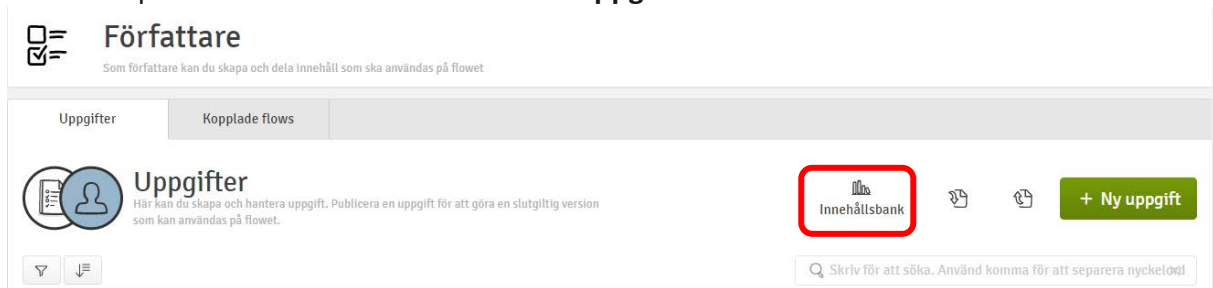 Författare
Som författare kan du skapa och dela innehåll som ska användas på flowet
Uppgifter
Kopplade flows
Uppgifter
Här kan du skapa och hantera uppgift. Publicera en uppgift för att göra en slutgiltig version
som kan användas på flowet.
Innehållsbank
+ Ny uppgift
Skriv för att söka. Använd komma för att separera nyckelord